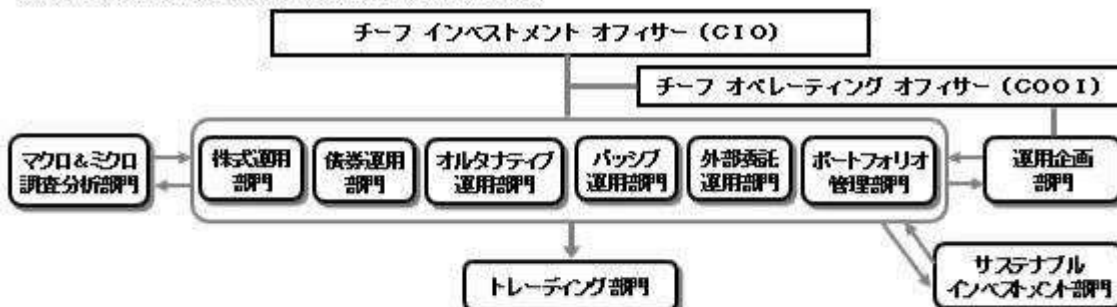 チーフ インベストメント オフィサー (CIO)
チーフ オペレーティング オフィサー (COOI)
マクロ&ミクロ
調査分析部門
株式運用
部門
債券運用
部門
オルタナティブ
運用部門
パッシブ
運用部門
外部委託
運用部門
ポートフォリオ
管理部門
運用企画
部門
トレーディング部門
サステナブル
インベストメント部門